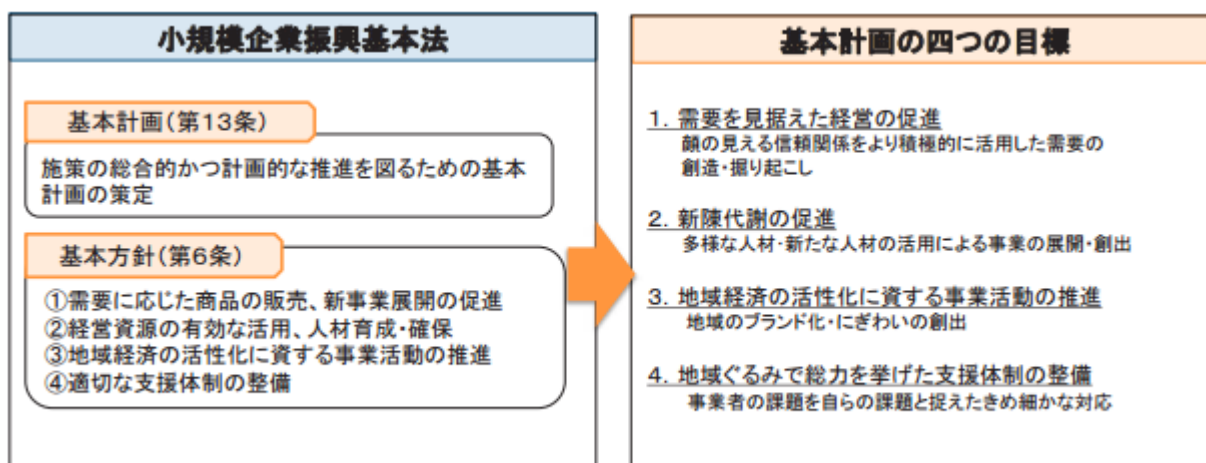 小規模企業振興基本法
基本計画(第13条)
施策の総合的かつ計画的な推進を図るための基本
計画の策定
基本方針(第6条)
①需要に応じた商品の販売、新事業展開の促進
②経営資源の有効な活用、人材育成・確保
③地域経済の活性化に資する事業活動の推進
④適切な支援体制の整備
基本計画の四つの目標
1．需要を見据えた経営の促進
顔の見える信頼関係をより積極的に活用した需要の
創造・掘り起こし
2．新陳代謝の促進
多様な人材・新たな人材の活用による事業の展開・創出
3．地域経済の活性化に資する事業活動の推進
地域のブランド化・にぎわいの創出
4．地域ぐるみで総力を挙げた支援体制の整備
事業者の課題を自らの課題と捉えたきめ細かな対応